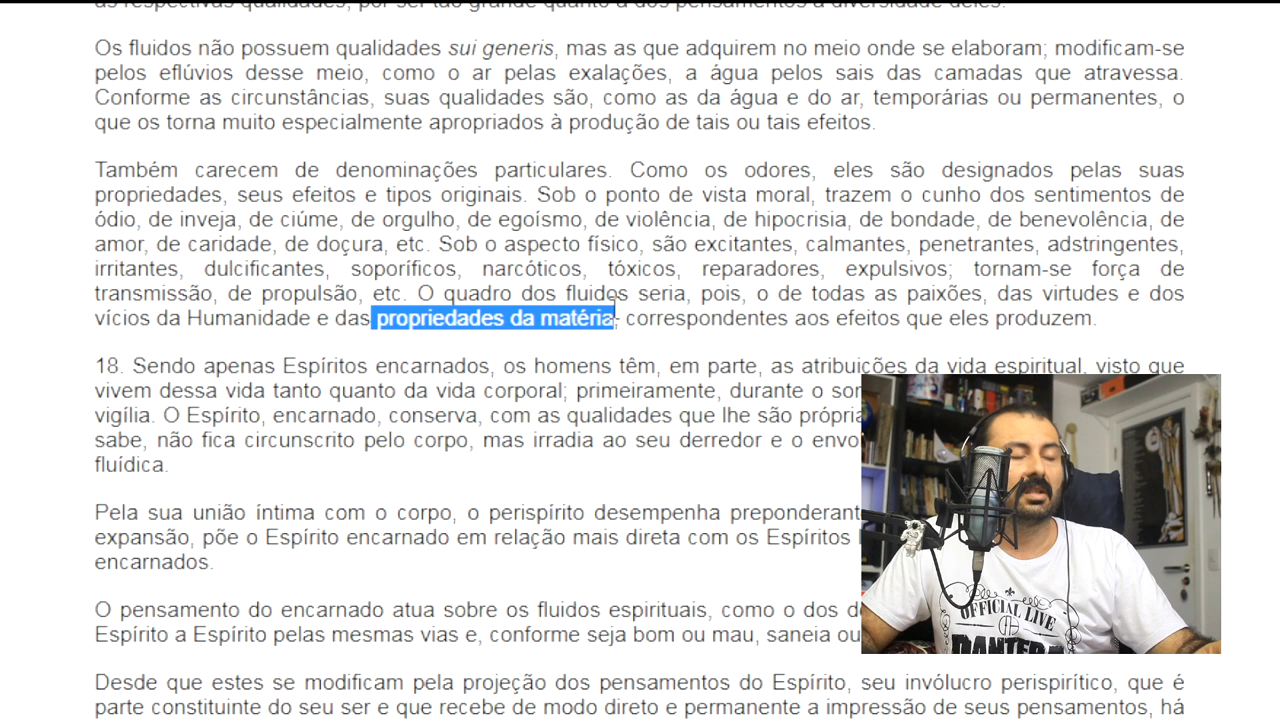 as respectivas qualidades, por ser tão grande quanto a dos pensamentos a diversidade deles.
Os fluidos não possuem qualidades sui generis, mas as que adquirem no meio onde se elaboram; modificam-se
pelos eflúvios desse meio, como o ar pelas exalações, a água pelos sais das camadas que atravessa.
Conforme as circunstâncias, suas qualidades são, como as da água e do ar, temporárias ou permanentes, o
que os torna muito especialmente apropriados à produção de tais ou tais efeitos.
Também carecem de denominações particulares. Como os odores, eles são designados pelas suas
propriedades, seus efeitos e tipos originais. Sob o ponto de vista moral, trazem o cunho dos sentimentos de
ódio, de inveja, de ciúme, de orgulho, de egoísmo, de violência, de hipocrisia, de bondade, de benevolência, de
amor, de caridade, de doçura, etc. Sob o aspecto físico, são excitantes, calmantes, penetrantes, adstringentes,
irritantes, dulcificantes, soporíficos, narcóticos, tóxicos, reparadores, expulsivos; tornam-se força de
transmissão, de propulsão, etc. O quadro dos fluidos seria, pois, o de todas as paixões, das virtudes e dos
vícios da Humanidade e das propriedades da matéria, correspondentes aos efeitos que eles produzem.
18. Sendo apenas Espíritos encarnados, os homens têm, em parte, as atribuições da vida espiritual, visto que
vivem dessa vida tanto quanto da vida corporal; primeiramente, durante o
vigília. O Espírito, encarnado, conserva, com as qualidades que lhe são
sabe, não fica circunscrito pelo corpo, mas irradia ao seu derredor e o
fluídica.
Pela sua união íntima com o corpo, o perispírito desempenha
expansão, põe o Espírito encarnado em relação mais direta com os Espíritos
encarnados.
O pensamento do encarnado atua sobre os fluidos espirituais, como o dos
Espírito a Espírito pelas mesmas vias e, conforme seja bom ou mau, saneia ou
Desde que estes se modificam pela projeção dos pensamentos do Espírito, seu invólucro perispirítico, que é
parte constituinte do seu ser e que recebe de modo direto e permanente a impressão de seus pensamentos, há
OFFICIAL LIVE
PANTERA